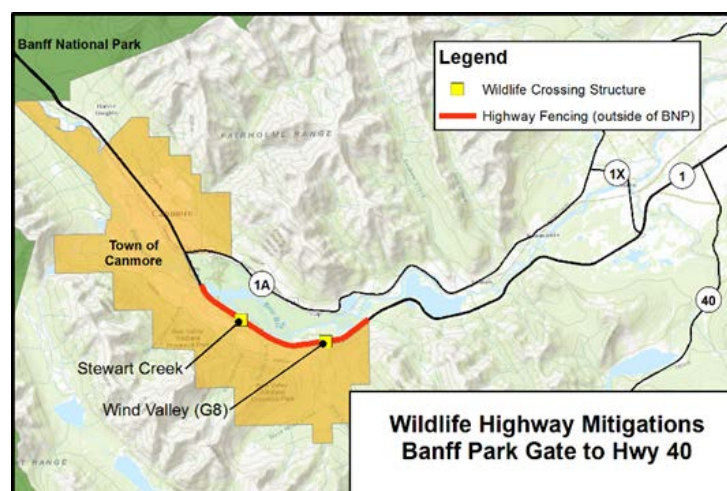 Banff National Park
Legend
Wildlife Crossing Structure
Highway Fencing (outside of BNP)
FAIRHOLME RANGE
1X
1
Canmore
Town of
Canmore
1A
40
Stewart Creek
Wind Valley (G8)
Wildlife Highway Mitigations
Banff Park Gate to Hwy 40
RANGE